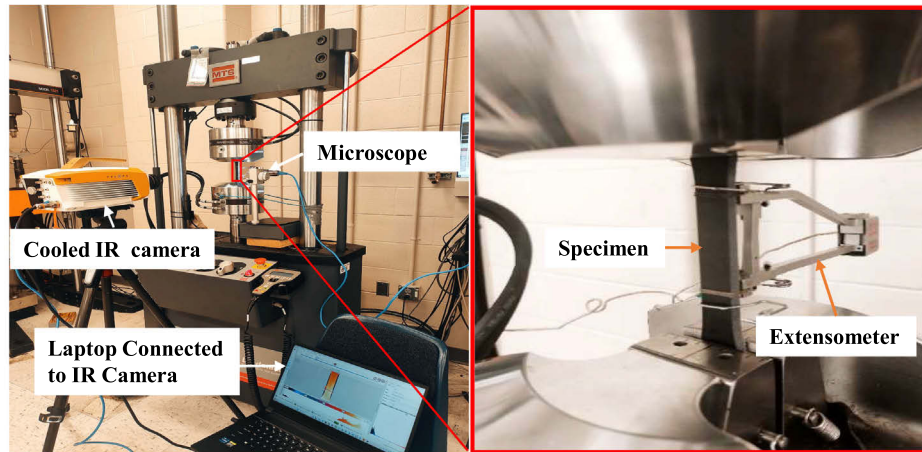 MTS
Microscope
Cooled IR camera
Laptop Connected
to IR Camera
Specimen
Extensometer